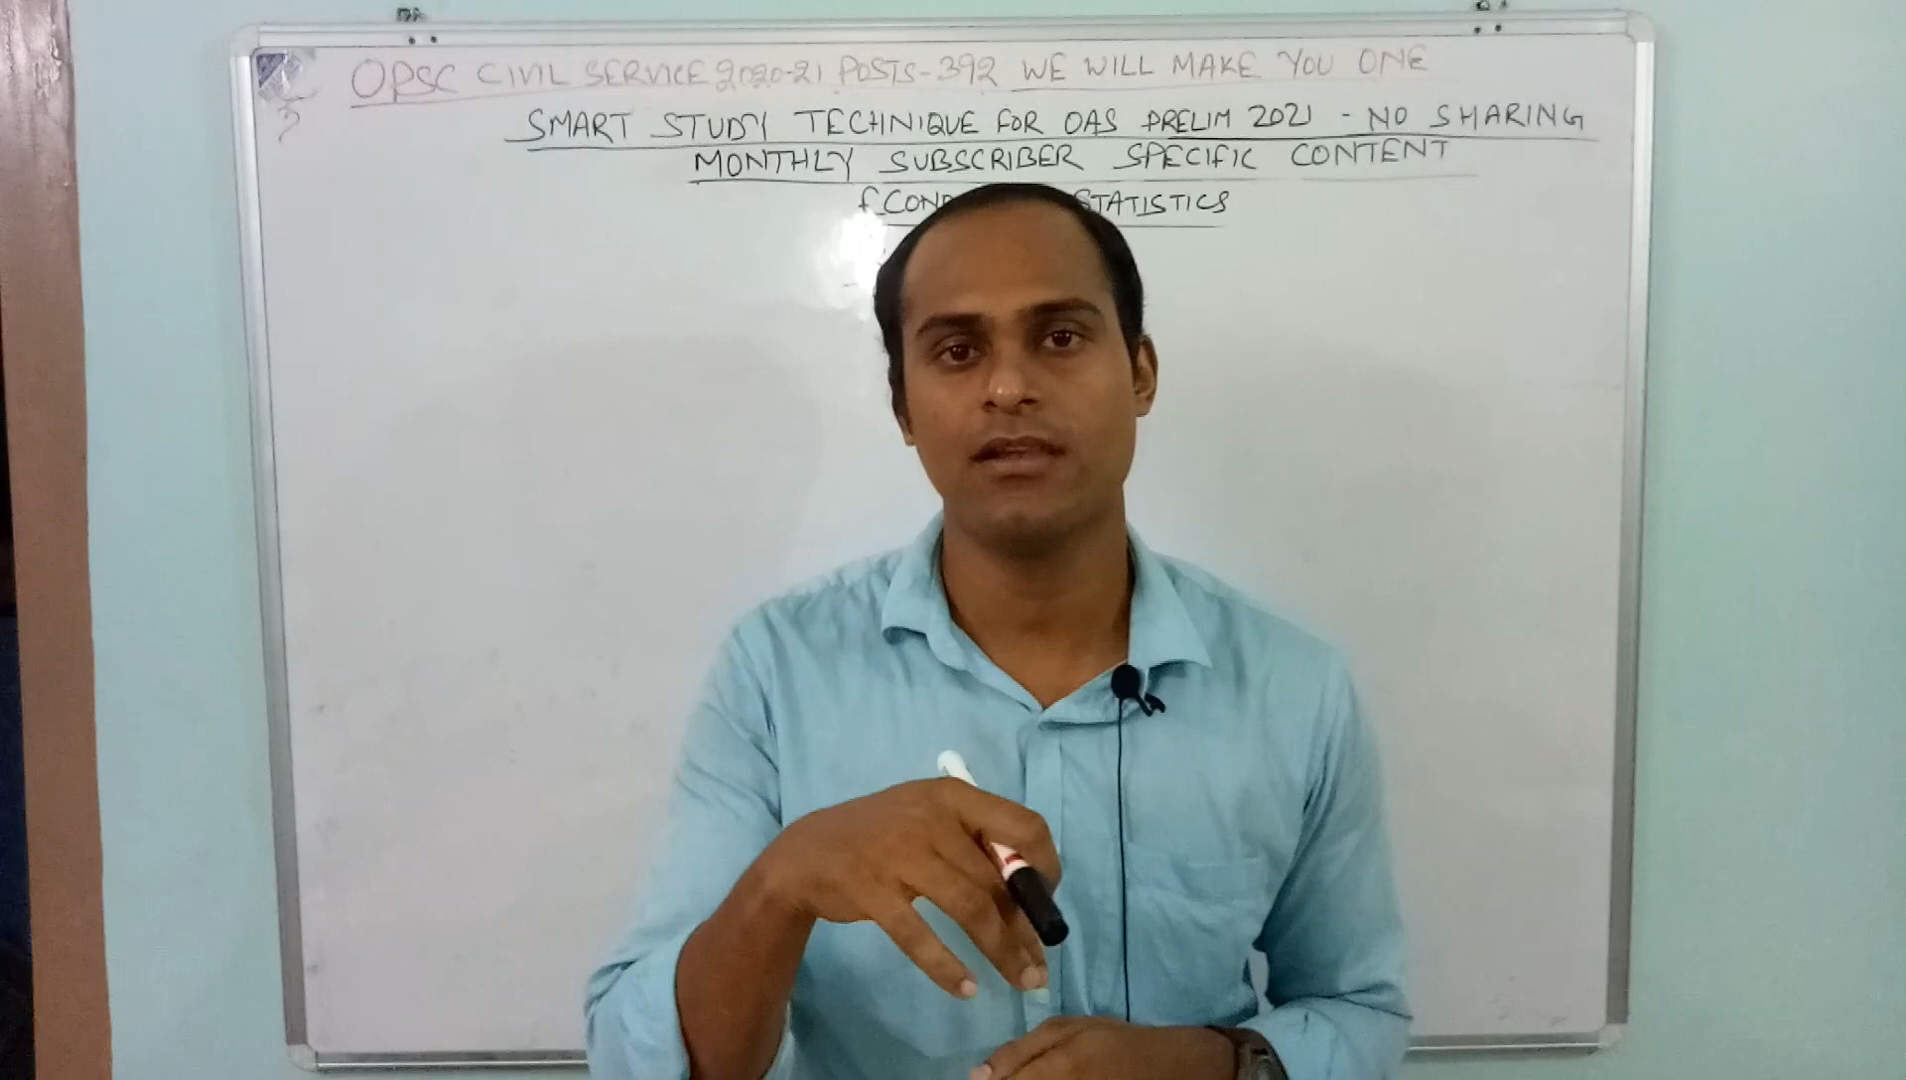 OPSC CIVIL SERVICE 2020-21 POSTS-392 WE WILL MAKE YOU ONE
SMART STUDY TECHNIQUE FOR OAS PRELIM 2021 - NO SHARING
MONTHLY SUBSCRIBER SPECIFIC CONTENT
STATISTICS